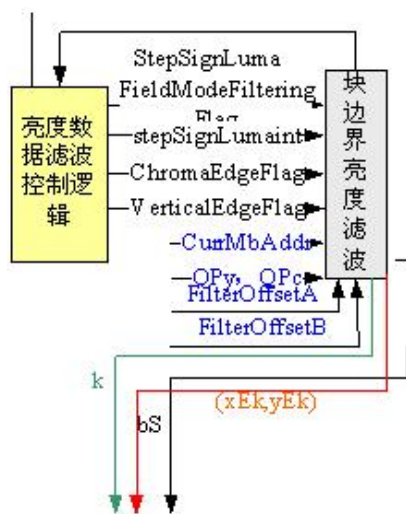 StepSignLuma
FieldModeFiltering
Flag
stepSignLumaint
ChromaEdgeFlag
VerticalEdgeFlag
CurrMbAddr
QPy, QPc
FilterOffsetA
FilterOffsetB
亮度数
据滤波
控制逻
辑
块
边
界
亮
度
滤
波
k
(xEk,yEk)
bS